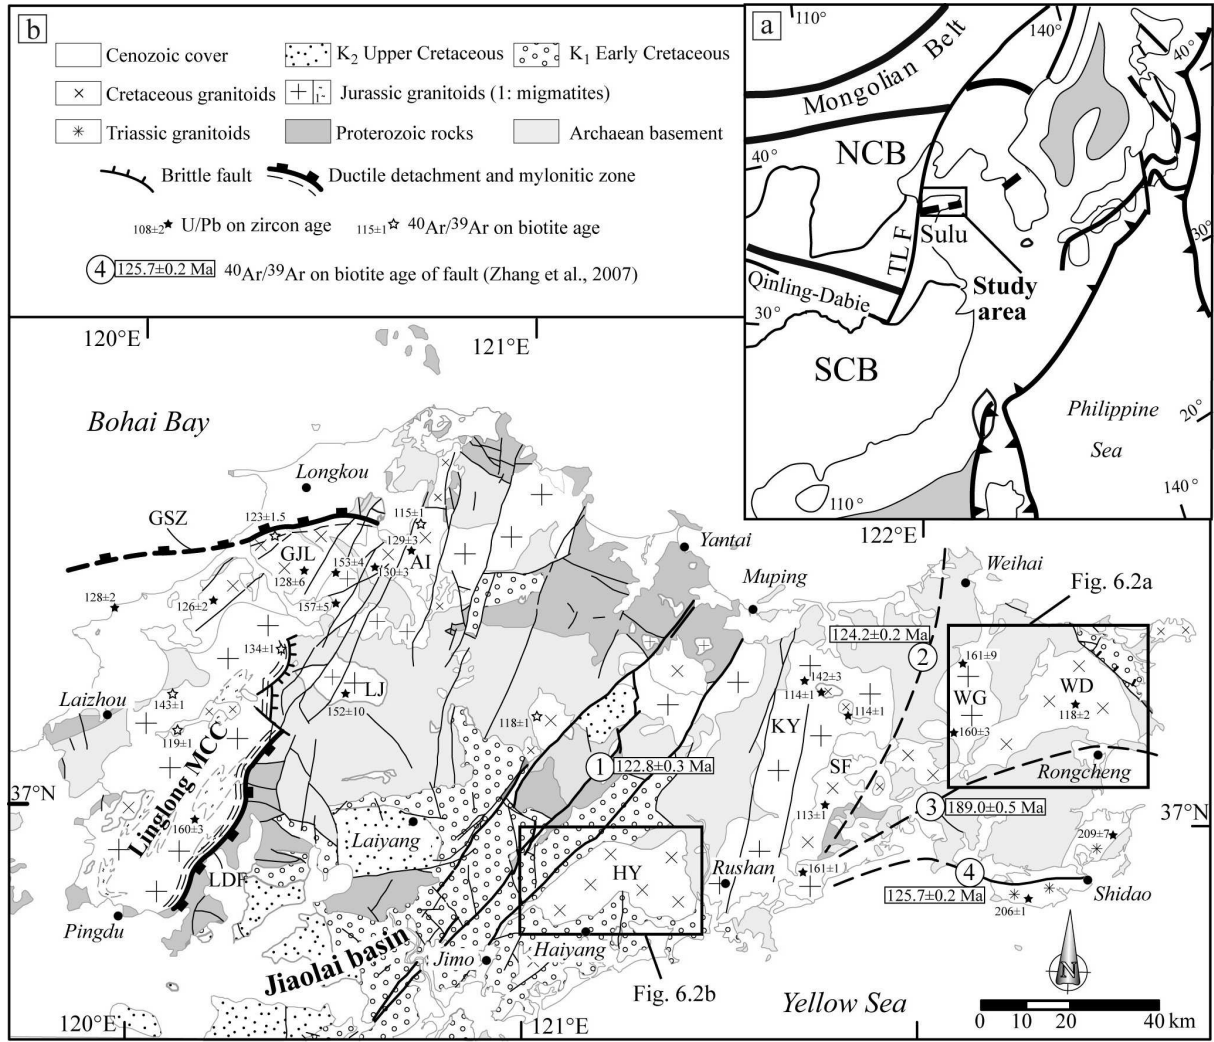 b
Cenozoic cover
K2 Upper Cretaceous
K1 Early Cretaceous
Cretaceous granitoids
1~ Jurassic granitoids (1: migmatites)
Triassic granitoids
Proterozoic rocks
Archaean basement
Brittle fault
Ductile detachment and mylonitic zone
108±2 U/Pb on zircon age
115±1 40Ar/39Ar on biotite age
4 125.7±0.2 Ma 40Ar/39Ar on biotite age of fault (Zhang et al., 2007)
a
110°
140°
40°
Mongolian Belt
NCB
40°
TLF
Sulu
30°
Qinling-Dabie
Study
area
30°
SCB
Philippine
Sea
20°
110°
140°
120°E
121°E
Bohai Bay
Longkou
GSZ
123±1.5
115±1
GJL
129±3
AI
153±4
128±6
130±3
128±2
126±2
157±5
134±1
Laizhou
143±1
119±1
LJ
152±10
118±1
Linglong MCC
160±3
37°N
LDF
Pingdu
Laiyang
Jiaolai basin
Jimo
Haiyang
HY
Fig. 6.2b
1 122.8±0.3 Ma
Yantai
Muping
122°E
Weihai
Fig. 6.2a
124.2±0.2 Ma
2
161±9
WG
WD
118±2
160±3
142±3
114±1
114±1
KY
SF
113±1
161±1
Rushan
Rongcheng
3 189.0±0.5 Ma
37°N
209±7
4
125.7±0.2 Ma
Shidao
206±1
N
Yellow Sea
0 10 20 40 km
120°E
121°E